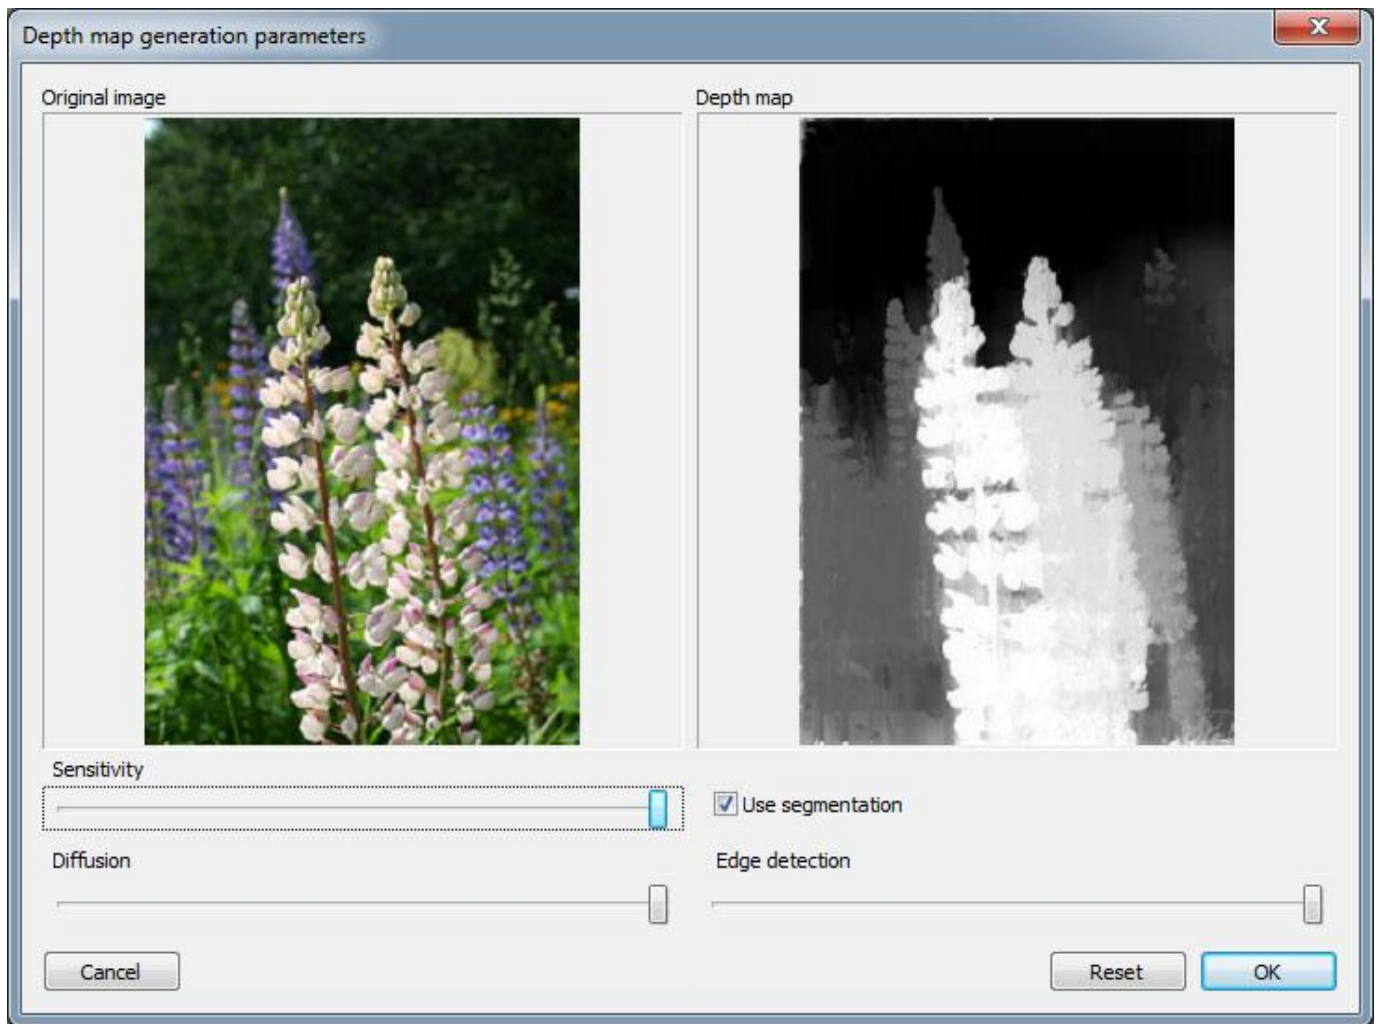 Depth map generation parameters
Original image
Depth map
Sensitivity
Use segmentation
Diffusion
Edge detection
Cancel
Reset
OK